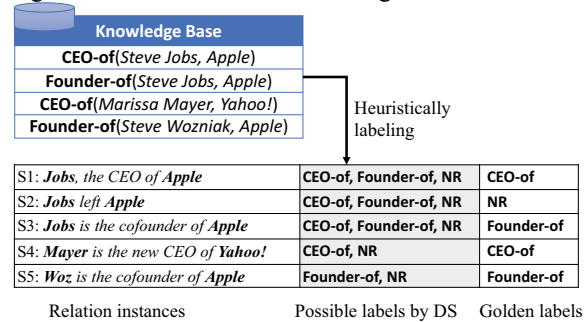 Knowledge Base
CEO-of(Steve Jobs, Apple)
Founder-of(Steve Jobs, Apple)
CEO-of(Marissa Mayer, Yahoo!)
Founder-of(Steve Wozniak, Apple)
Heuristically
labeling
S1: Jobs, the CEO of Apple CEO-of, Founder-of, NR CEO-of
S2: Jobs left Apple CEO-of, Founder-of, NR NR
S3: Jobs is the cofounder of Apple CEO-of, Founder-of, NR Founder-of
S4: Mayer is the new CEO of Yahoo! CEO-of, NR CEO-of
S5: Woz is the cofounder of Apple Founder-of, NR Founder-of
Relation instances Possible labels by DS Golden labels